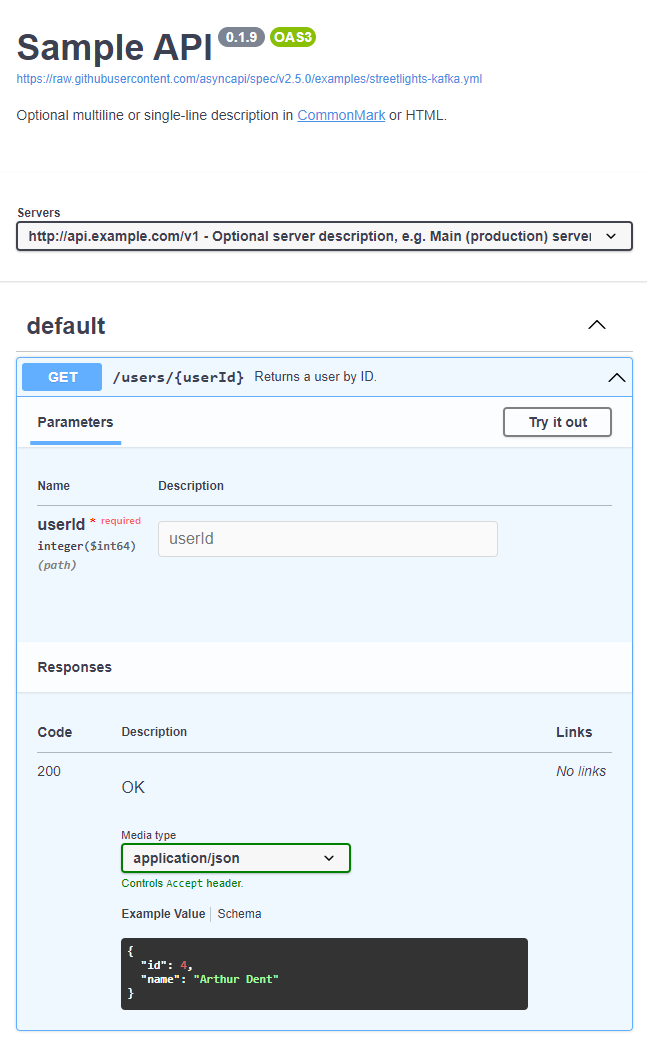 Sample API 0.1.9 OAS3
https://raw.githubusercontent.com/asyncapi/spec/v2.5.0/examples/streetlights-kafka.yml
Optional multiline or single-line description in CommonMark or HTML.
Servers
http://api.example.com/v1 - Optional server description, e.g. Main (production) server
default
GET /users/{userId} Returns a user by ID.
Parameters Try it out
Name Description
userId * required userId
integer($int64)
(path)
Responses
Code Description Links
200 No links
OK
Media type
application/json
Controls Accept header.
Example Value Schema
{
  "id": 4,
  "name": "Arthur Dent"
}